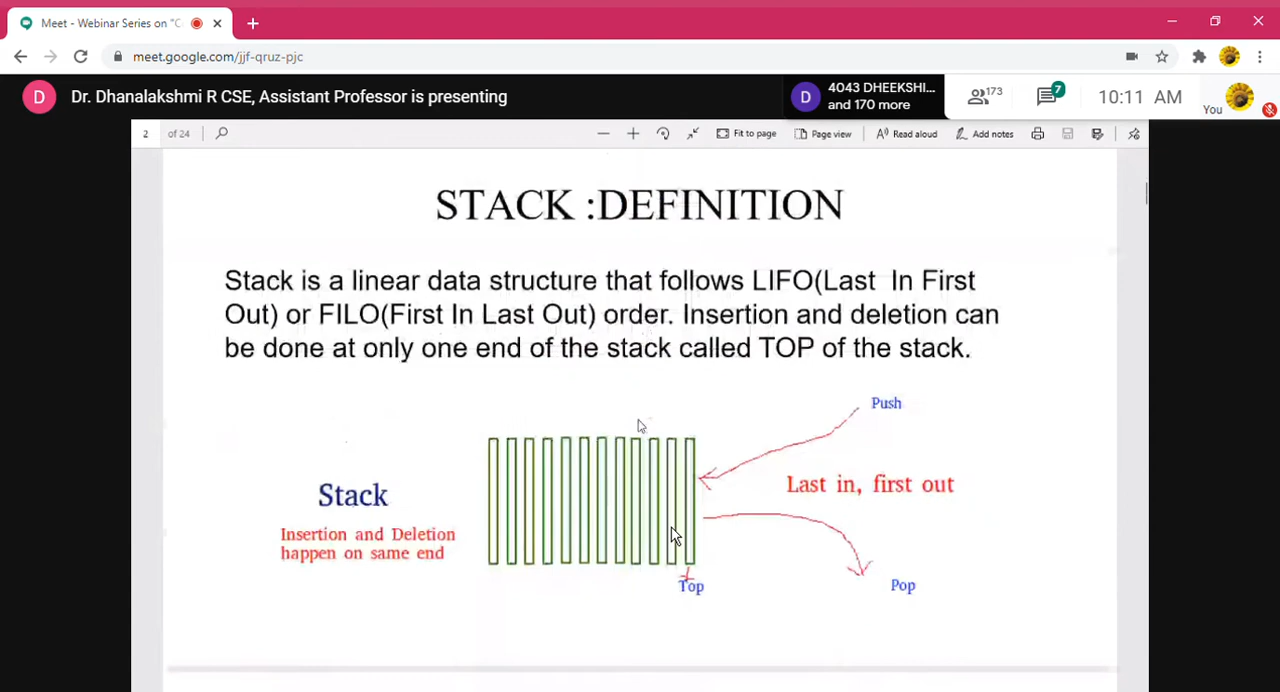 Meet - Webinar Series on "C
meet.google.com/jjf-qruz-pjc
D
Dr. Dhanalakshmi R CSE, Assistant Professor is presenting
D
4043 DHEEKSHI...
and 170 more
173
7
10:11 AM
You
2 of 24
Fit to page
Page view
Read aloud
Add notes
STACK :DEFINITION
Stack is a linear data structure that follows LIFO(Last In First
Out) or FILO(First In Last Out) order. Insertion and deletion can
be done at only one end of the stack called TOP of the stack.
Push
Last in, first out
Stack
Insertion and Deletion
happen on same end
Top
Pop